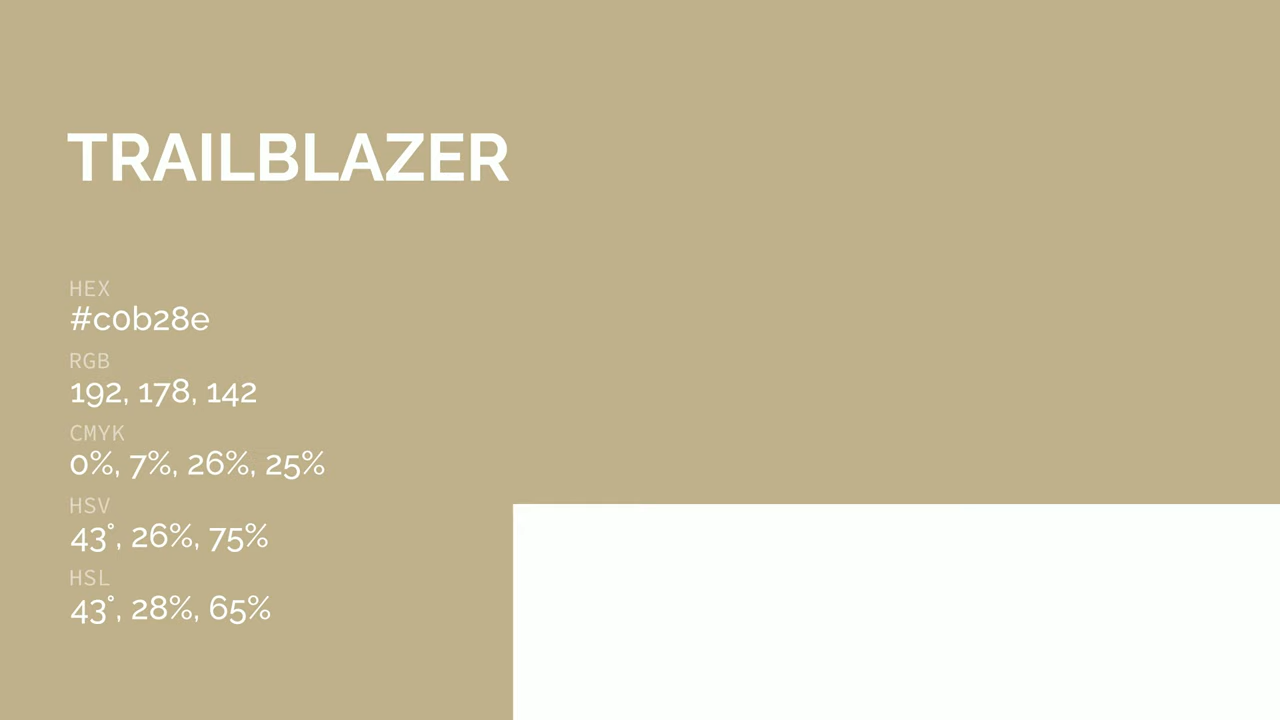 TRAILBLAZER
HEX
#c0b28e
RGB
192, 178, 142
CMYK
0%, 7%, 26%, 25%
HSV
43°, 26%, 75%
HSL
43°, 28%, 65%